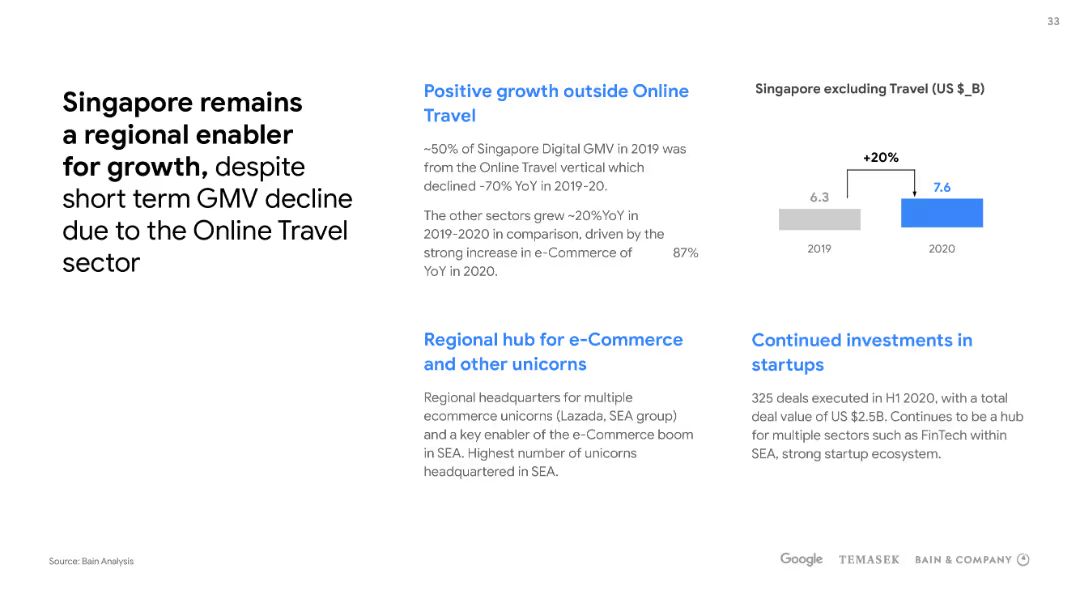 33
Singapore remains
a regional enabler
for growth, despite
short term GMV decline
due to the Online Travel
sector
Positive growth outside Online
Travel
~50% of Singapore Digital GMV in 2019 was
from the Online Travel vertical which
declined -70% YoY in 2019-20.
The other sectors grew ~20%YoY in
2019-2020 in comparison, driven by the
strong increase in e-Commerce of 87%
YoY in 2020.
Singapore excluding Travel (US $_B)
+20%
6.3
7.6
2019
2020
Regional hub for e-Commerce
and other unicorns
Regional headquarters for multiple
ecommerce unicorns (Lazada, SEA group)
and a key enabler of the e-Commerce boom
in SEA. Highest number of unicorns
headquartered in SEA.
Continued investments in
startups
325 deals executed in H1 2020, with a total
deal value of US $2.5B. Continues to be a hub
for multiple sectors such as FinTech within
SEA, strong startup ecosystem.
Source: Bain Analysis
Google TEMASEK BAIN & COMPANY